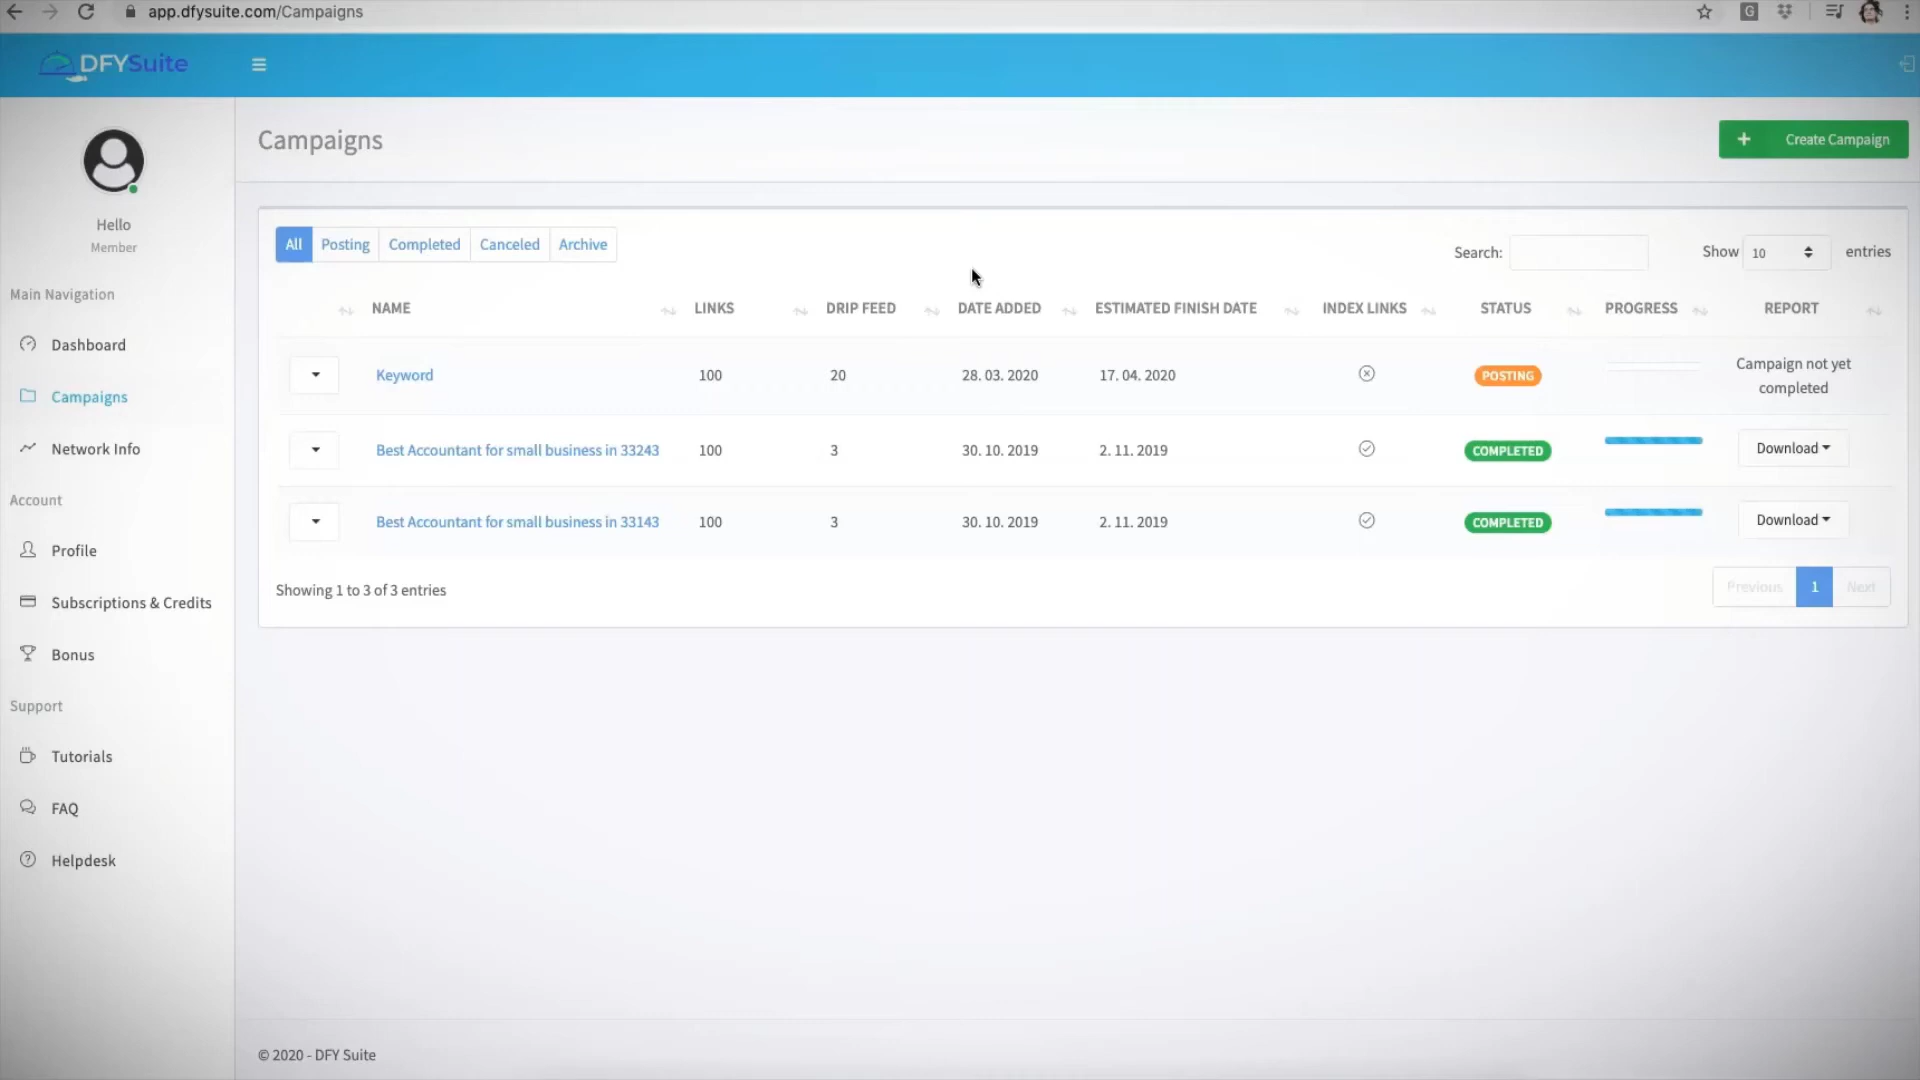 app.dfysuite.com/Campaigns
DFYSuite
Campaigns
Create Campaign
Hello
Member
Main Navigation
Dashboard
Campaigns
Network Info
Account
Profile
Subscriptions & Credits
Bonus
Support
Tutorials
FAQ
Helpdesk
All Posting Completed Canceled Archive
Search: Show 10 entries
NAME LINKS DRIP FEED DATE ADDED ESTIMATED FINISH DATE INDEX LINKS STATUS PROGRESS REPORT
Keyword 100 20 28. 03. 2020 17. 04. 2020 POSTING Campaign not yet
completed
Best Accountant for small business in 33243 100 3 30. 10. 2019 2. 11. 2019 COMPLETED Download
Best Accountant for small business in 33143 100 3 30. 10. 2019 2. 11. 2019 COMPLETED Download
Showing 1 to 3 of 3 entries
Previous 1 Next
© 2020 - DFY Suite